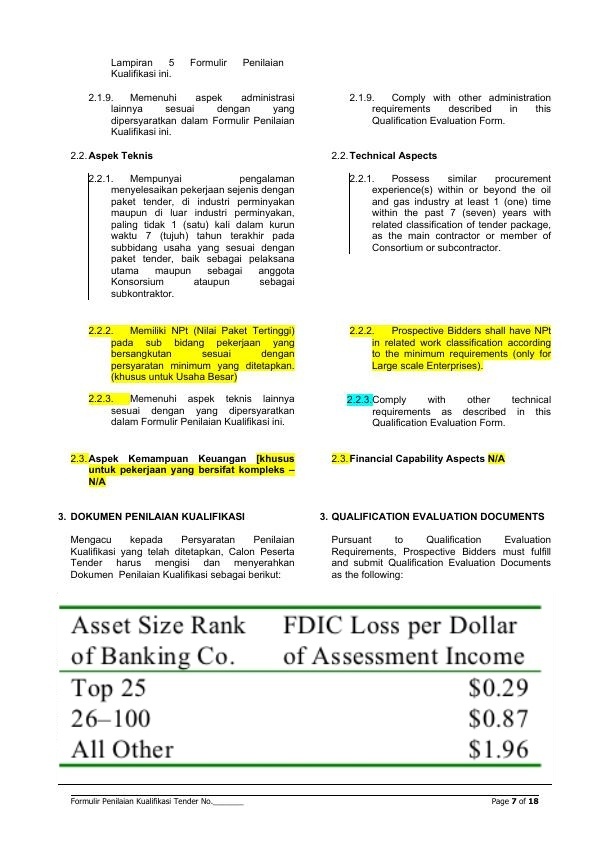 Lampiran 5 Formulir Penilaian
Kualifikasi ini.
2.1.9. Memenuhi aspek administrasi
lainnya sesuai dengan yang
dipersyaratkan dalam Formulir Penilaian
Kualifikasi ini.
2.2. Aspek Teknis
2.2.1. Mempunyai pengalaman
menyelesaikan pekerjaan sejenis dengan
paket tender, di industri perminyakan
maupun di luar industri perminyakan,
paling tidak 1 (satu) kali dalam kurun
waktu 7 (tujuh) tahun terakhir pada
subbidang usaha yang sesuai dengan
paket tender, baik sebagai pelaksana
utama maupun sebagai anggota
Konsorsium ataupun sebagai
subkontraktor.
2.2.2. Memiliki NPt (Nilai Paket Tertinggi)
pada sub bidang pekerjaan yang
bersangkutan sesuai dengan
persyaratan minimum yang ditetapkan.
(khusus untuk Usaha Besar)
2.2.3. Memenuhi aspek teknis lainnya
sesuai dengan yang dipersyaratkan
dalam Formulir Penilaian Kualifikasi ini.
2.3. Aspek Kemampuan Keuangan [khusus
untuk pekerjaan yang bersifat kompleks –
N/A
2.1.9. Comply with other administration
requirements described in this
Qualification Evaluation Form.
2.2. Technical Aspects
2.2.1. Possess similar procurement
experience(s) within or beyond the oil
and gas industry at least 1 (one) time
within the past 7 (seven) years with
related classification of tender package,
as the main contractor or member of
Consortium or subcontractor.
2.2.2. Prospective Bidders shall have NPt
in related work classification according
to the minimum requirements (only for
Large scale Enterprises).
2.2.3. Comply with other technical
requirements as described in this
Qualification Evaluation Form.
2.3. Financial Capability Aspects N/A
3. DOKUMEN PENILAIAN KUALIFIKASI
Mengacu kepada Persyaratan Penilaian
Kualifikasi yang telah ditetapkan, Calon Peserta
Tender harus mengisi dan menyerahkan
Dokumen Penilaian Kualifikasi sebagai berikut:
3. QUALIFICATION EVALUATION DOCUMENTS
Pursuant to Qualification Evaluation
Requirements, Prospective Bidders must fulfill
and submit Qualification Evaluation Documents
as the following:
Asset Size Rank FDIC Loss per Dollar
of Banking Co. of Assessment Income
Top 25 $0.29
26–100 $0.87
All Other $1.96
Formulir Penilaian Kualifikasi Tender No._______ Page 7 of 18